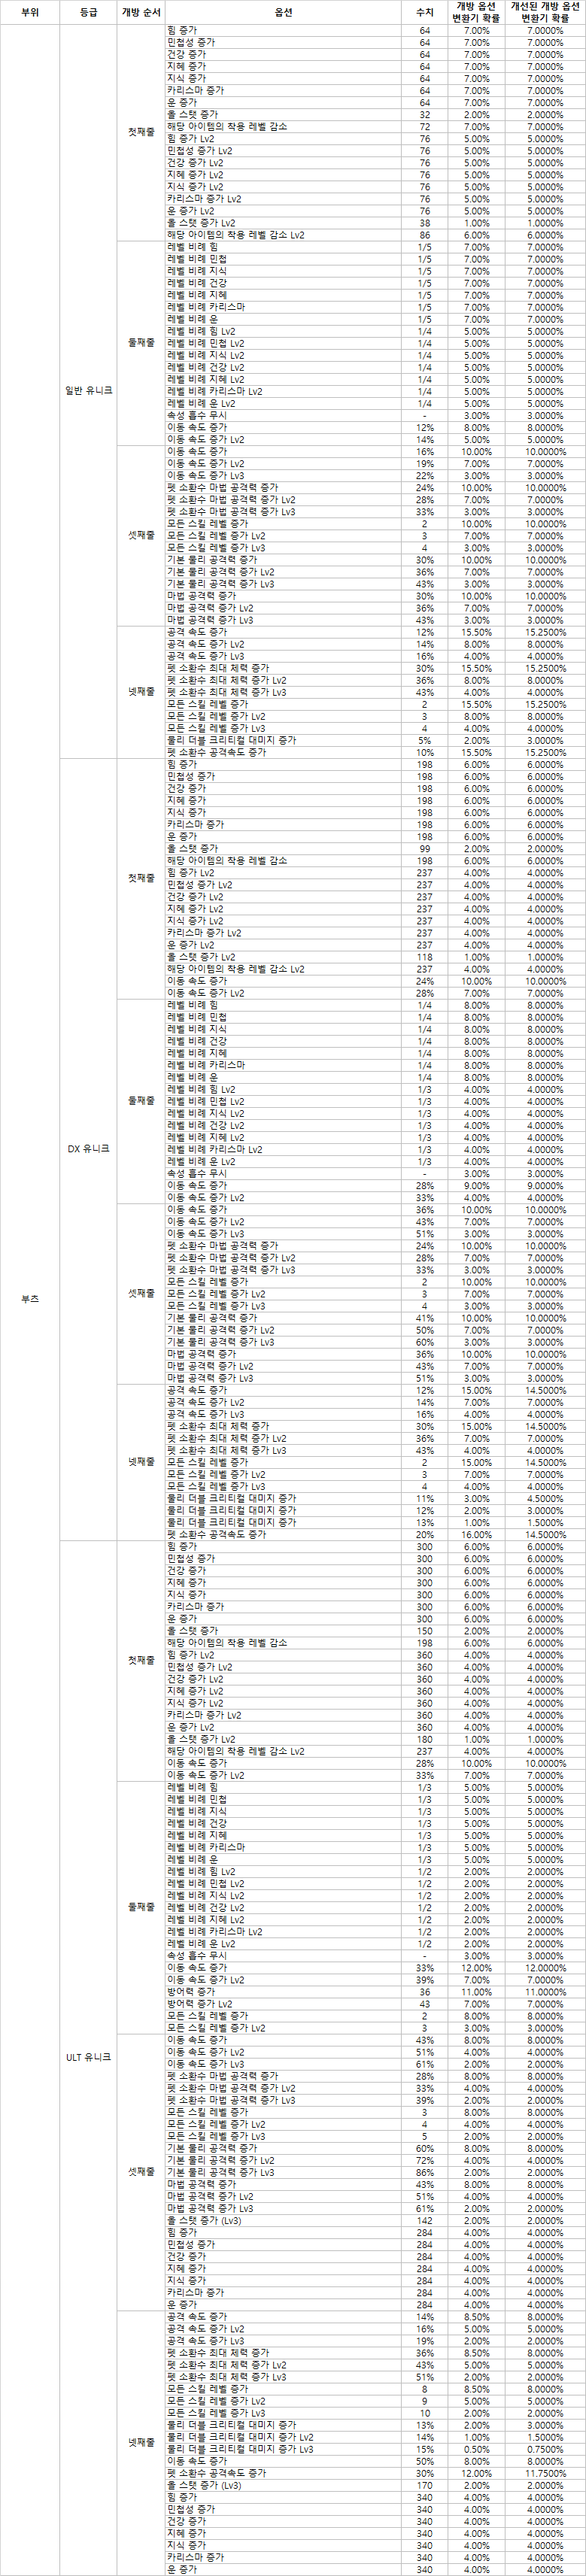 부위 등급 개방 순서 옵션 수치 개방 옵션 변환기 확률 개선된 개방 옵션 변환기 확률
부츠
일반 유니크
첫째줄
힘 증가 64 7.00% 7.0000%
민첩성 증가 64 7.00% 7.0000%
건강 증가 64 7.00% 7.0000%
지혜 증가 64 7.00% 7.0000%
지식 증가 64 7.00% 7.0000%
카리스마 증가 64 7.00% 7.0000%
운 증가 64 7.00% 7.0000%
올 스탯 증가 32 2.00% 2.0000%
해당 아이템의 착용 레벨 감소 72 7.00% 7.0000%
힘 증가 Lv2 76 5.00% 5.0000%
민첩성 증가 Lv2 76 5.00% 5.0000%
건강 증가 Lv2 76 5.00% 5.0000%
지혜 증가 Lv2 76 5.00% 5.0000%
지식 증가 Lv2 76 5.00% 5.0000%
카리스마 증가 Lv2 76 5.00% 5.0000%
운 증가 Lv2 76 5.00% 5.0000%
올 스탯 증가 Lv2 38 1.00% 1.0000%
해당 아이템의 착용 레벨 감소 Lv2 86 6.00% 6.0000%
둘째줄
레벨 비례 힘 1/5 7.00% 7.0000%
레벨 비례 민첩 1/5 7.00% 7.0000%
레벨 비례 지식 1/5 7.00% 7.0000%
레벨 비례 건강 1/5 7.00% 7.0000%
레벨 비례 지혜 1/5 7.00% 7.0000%
레벨 비례 카리스마 1/5 7.00% 7.0000%
레벨 비례 운 1/5 7.00% 7.0000%
레벨 비례 힘 Lv2 1/4 5.00% 5.0000%
레벨 비례 민첩 Lv2 1/4 5.00% 5.0000%
레벨 비례 지식 Lv2 1/4 5.00% 5.0000%
레벨 비례 건강 Lv2 1/4 5.00% 5.0000%
레벨 비례 지혜 Lv2 1/4 5.00% 5.0000%
레벨 비례 카리스마 Lv2 1/4 5.00% 5.0000%
레벨 비례 운 Lv2 1/4 5.00% 5.0000%
속성 흡수 무시 - 3.00% 3.0000%
이동 속도 증가 12% 8.00% 8.0000%
이동 속도 증가 Lv2 14% 5.00% 5.0000%
셋째줄
이동 속도 증가 16% 10.00% 10.0000%
이동 속도 증가 Lv2 19% 7.00% 7.0000%
이동 속도 증가 Lv3 22% 3.00% 3.0000%
펫 소환수 마법 공격력 증가 24% 10.00% 10.0000%
펫 소환수 마법 공격력 증가 Lv2 28% 7.00% 7.0000%
펫 소환수 마법 공격력 증가 Lv3 33% 3.00% 3.0000%
모든 스킬 레벨 증가 2 10.00% 10.0000%
모든 스킬 레벨 증가 Lv2 3 7.00% 7.0000%
모든 스킬 레벨 증가 Lv3 4 3.00% 3.0000%
기본 물리 공격력 증가 30% 10.00% 10.0000%
기본 물리 공격력 증가 Lv2 36% 7.00% 7.0000%
기본 물리 공격력 증가 Lv3 43% 3.00% 3.0000%
마법 공격력 증가 30% 10.00% 10.0000%
마법 공격력 증가 Lv2 36% 7.00% 7.0000%
마법 공격력 증가 Lv3 43% 3.00% 3.0000%
넷째줄
공격 속도 증가 12% 15.50% 15.2500%
공격 속도 증가 Lv2 14% 8.00% 8.0000%
공격 속도 증가 Lv3 16% 4.00% 4.0000%
펫 소환수 최대 체력 증가 30% 15.50% 15.2500%
펫 소환수 최대 체력 증가 Lv2 36% 8.00% 8.0000%
펫 소환수 최대 체력 증가 Lv3 43% 4.00% 4.0000%
모든 스킬 레벨 증가 2 15.50% 15.2500%
모든 스킬 레벨 증가 Lv2 3 8.00% 8.0000%
모든 스킬 레벨 증가 Lv3 4 4.00% 4.0000%
물리 더블 크리티컬 대미지 증가 5% 2.00% 3.0000%
펫 소환수 공격속도 증가 10% 15.50% 15.2500%
DX 유니크
첫째줄
힘 증가 198 6.00% 6.0000%
민첩성 증가 198 6.00% 6.0000%
건강 증가 198 6.00% 6.0000%
지혜 증가 198 6.00% 6.0000%
지식 증가 198 6.00% 6.0000%
카리스마 증가 198 6.00% 6.0000%
운 증가 198 6.00% 6.0000%
올 스탯 증가 99 2.00% 2.0000%
해당 아이템의 착용 레벨 감소 198 6.00% 6.0000%
힘 증가 Lv2 237 4.00% 4.0000%
민첩성 증가 Lv2 237 4.00% 4.0000%
건강 증가 Lv2 237 4.00% 4.0000%
지혜 증가 Lv2 237 4.00% 4.0000%
지식 증가 Lv2 237 4.00% 4.0000%
카리스마 증가 Lv2 237 4.00% 4.0000%
운 증가 Lv2 237 4.00% 4.0000%
올 스탯 증가 Lv2 118 1.00% 1.0000%
해당 아이템의 착용 레벨 감소 Lv2 237 4.00% 4.0000%
이동 속도 증가 24% 10.00% 10.0000%
이동 속도 증가 Lv2 28% 7.00% 7.0000%
둘째줄
레벨 비례 힘 1/4 8.00% 8.0000%
레벨 비례 민첩 1/4 8.00% 8.0000%
레벨 비례 지식 1/4 8.00% 8.0000%
레벨 비례 건강 1/4 8.00% 8.0000%
레벨 비례 지혜 1/4 8.00% 8.0000%
레벨 비례 카리스마 1/4 8.00% 8.0000%
레벨 비례 운 1/4 8.00% 8.0000%
레벨 비례 힘 Lv2 1/3 4.00% 4.0000%
레벨 비례 민첩 Lv2 1/3 4.00% 4.0000%
레벨 비례 지식 Lv2 1/3 4.00% 4.0000%
레벨 비례 건강 Lv2 1/3 4.00% 4.0000%
레벨 비례 지혜 Lv2 1/3 4.00% 4.0000%
레벨 비례 카리스마 Lv2 1/3 4.00% 4.0000%
레벨 비례 운 Lv2 1/3 4.00% 4.0000%
속성 흡수 무시 - 3.00% 3.0000%
이동 속도 증가 28% 9.00% 9.0000%
이동 속도 증가 Lv2 33% 4.00% 4.0000%
셋째줄
이동 속도 증가 36% 10.00% 10.0000%
이동 속도 증가 Lv2 43% 7.00% 7.0000%
이동 속도 증가 Lv3 51% 3.00% 3.0000%
펫 소환수 마법 공격력 증가 24% 10.00% 10.0000%
펫 소환수 마법 공격력 증가 Lv2 28% 7.00% 7.0000%
펫 소환수 마법 공격력 증가 Lv3 33% 3.00% 3.0000%
모든 스킬 레벨 증가 2 10.00% 10.0000%
모든 스킬 레벨 증가 Lv2 3 7.00% 7.0000%
모든 스킬 레벨 증가 Lv3 4 3.00% 3.0000%
기본 물리 공격력 증가 41% 10.00% 10.0000%
기본 물리 공격력 증가 Lv2 50% 7.00% 7.0000%
기본 물리 공격력 증가 Lv3 60% 3.00% 3.0000%
마법 공격력 증가 36% 10.00% 10.0000%
마법 공격력 증가 Lv2 43% 7.00% 7.0000%
마법 공격력 증가 Lv3 51% 3.00% 3.0000%
넷째줄
공격 속도 증가 12% 15.00% 14.5000%
공격 속도 증가 Lv2 14% 7.00% 7.0000%
공격 속도 증가 Lv3 16% 4.00% 4.0000%
펫 소환수 최대 체력 증가 30% 15.00% 14.5000%
펫 소환수 최대 체력 증가 Lv2 36% 7.00% 7.0000%
펫 소환수 최대 체력 증가 Lv3 43% 4.00% 4.0000%
모든 스킬 레벨 증가 2 15.00% 14.5000%
모든 스킬 레벨 증가 Lv2 3 7.00% 7.0000%
모든 스킬 레벨 증가 Lv3 4 4.00% 4.0000%
물리 더블 크리티컬 대미지 증가 11% 3.00% 4.5000%
물리 더블 크리티컬 대미지 증가 12% 2.00% 3.0000%
물리 더블 크리티컬 대미지 증가 13% 1.00% 1.5000%
펫 소환수 공격속도 증가 20% 16.00% 14.5000%
ULT 유니크
첫째줄
힘 증가 300 6.00% 6.0000%
민첩성 증가 300 6.00% 6.0000%
건강 증가 300 6.00% 6.0000%
지혜 증가 300 6.00% 6.0000%
지식 증가 300 6.00% 6.0000%
카리스마 증가 300 6.00% 6.0000%
운 증가 300 6.00% 6.0000%
올 스탯 증가 150 2.00% 2.0000%
해당 아이템의 착용 레벨 감소 198 6.00% 6.0000%
힘 증가 Lv2 360 4.00% 4.0000%
민첩성 증가 Lv2 360 4.00% 4.0000%
건강 증가 Lv2 360 4.00% 4.0000%
지혜 증가 Lv2 360 4.00% 4.0000%
지식 증가 Lv2 360 4.00% 4.0000%
카리스마 증가 Lv2 360 4.00% 4.0000%
운 증가 Lv2 360 4.00% 4.0000%
올 스탯 증가 Lv2 180 1.00% 1.0000%
해당 아이템의 착용 레벨 감소 Lv2 237 4.00% 4.0000%
이동 속도 증가 28% 10.00% 10.0000%
이동 속도 증가 Lv2 33% 7.00% 7.0000%
둘째줄
레벨 비례 힘 1/3 5.00% 5.0000%
레벨 비례 민첩 1/3 5.00% 5.0000%
레벨 비례 지식 1/3 5.00% 5.0000%
레벨 비례 건강 1/3 5.00% 5.0000%
레벨 비례 지혜 1/3 5.00% 5.0000%
레벨 비례 카리스마 1/3 5.00% 5.0000%
레벨 비례 운 1/3 5.00% 5.0000%
레벨 비례 힘 Lv2 1/2 2.00% 2.0000%
레벨 비례 민첩 Lv2 1/2 2.00% 2.0000%
레벨 비례 지식 Lv2 1/2 2.00% 2.0000%
레벨 비례 건강 Lv2 1/2 2.00% 2.0000%
레벨 비례 지혜 Lv2 1/2 2.00% 2.0000%
레벨 비례 카리스마 Lv2 1/2 2.00% 2.0000%
레벨 비례 운 Lv2 1/2 2.00% 2.0000%
속성 흡수 무시 - 3.00% 3.0000%
이동 속도 증가 33% 12.00% 12.0000%
이동 속도 증가 Lv2 39% 7.00% 7.0000%
방어력 증가 36 11.00% 11.0000%
방어력 증가 Lv2 43 7.00% 7.0000%
모든 스킬 레벨 증가 2 8.00% 8.0000%
모든 스킬 레벨 증가 Lv2 3 3.00% 3.0000%
셋째줄
이동 속도 증가 43% 8.00% 8.0000%
이동 속도 증가 Lv2 51% 4.00% 4.0000%
이동 속도 증가 Lv3 61% 2.00% 2.0000%
펫 소환수 마법 공격력 증가 28% 8.00% 8.0000%
펫 소환수 마법 공격력 증가 Lv2 33% 4.00% 4.0000%
펫 소환수 마법 공격력 증가 Lv3 39% 2.00% 2.0000%
모든 스킬 레벨 증가 3 8.00% 8.0000%
모든 스킬 레벨 증가 Lv2 4 4.00% 4.0000%
모든 스킬 레벨 증가 Lv3 5 2.00% 2.0000%
기본 물리 공격력 증가 60% 8.00% 8.0000%
기본 물리 공격력 증가 Lv2 72% 4.00% 4.0000%
기본 물리 공격력 증가 Lv3 86% 2.00% 2.0000%
마법 공격력 증가 43% 8.00% 8.0000%
마법 공격력 증가 Lv2 51% 4.00% 4.0000%
마법 공격력 증가 Lv3 61% 2.00% 2.0000%
올 스탯 증가 (Lv3) 142 2.00% 2.0000%
힘 증가 284 4.00% 4.0000%
민첩성 증가 284 4.00% 4.0000%
건강 증가 284 4.00% 4.0000%
지혜 증가 284 4.00% 4.0000%
지식 증가 284 4.00% 4.0000%
카리스마 증가 284 4.00% 4.0000%
운 증가 284 4.00% 4.0000%
넷째줄
공격 속도 증가 14% 8.50% 8.0000%
공격 속도 증가 Lv2 16% 5.00% 5.0000%
공격 속도 증가 Lv3 19% 2.00% 2.0000%
펫 소환수 최대 체력 증가 36% 8.50% 8.0000%
펫 소환수 최대 체력 증가 Lv2 43% 5.00% 5.0000%
펫 소환수 최대 체력 증가 Lv3 51% 2.00% 2.0000%
모든 스킬 레벨 증가 8 8.50% 8.0000%
모든 스킬 레벨 증가 Lv2 9 5.00% 5.0000%
모든 스킬 레벨 증가 Lv3 10 2.00% 2.0000%
물리 더블 크리티컬 대미지 증가 13% 2.00% 3.0000%
물리 더블 크리티컬 대미지 증가 Lv2 14% 1.00% 1.5000%
물리 더블 크리티컬 대미지 증가 Lv3 15% 0.50% 0.7500%
이동 속도 증가 50% 8.00% 8.0000%
펫 소환수 공격속도 증가 30% 12.00% 11.7500%
올 스탯 증가 (Lv3) 170 2.00% 2.0000%
힘 증가 340 4.00% 4.0000%
민첩성 증가 340 4.00% 4.0000%
건강 증가 340 4.00% 4.0000%
지혜 증가 340 4.00% 4.0000%
지식 증가 340 4.00% 4.0000%
카리스마 증가 340 4.00% 4.0000%
운 증가 340 4.00% 4.0000%